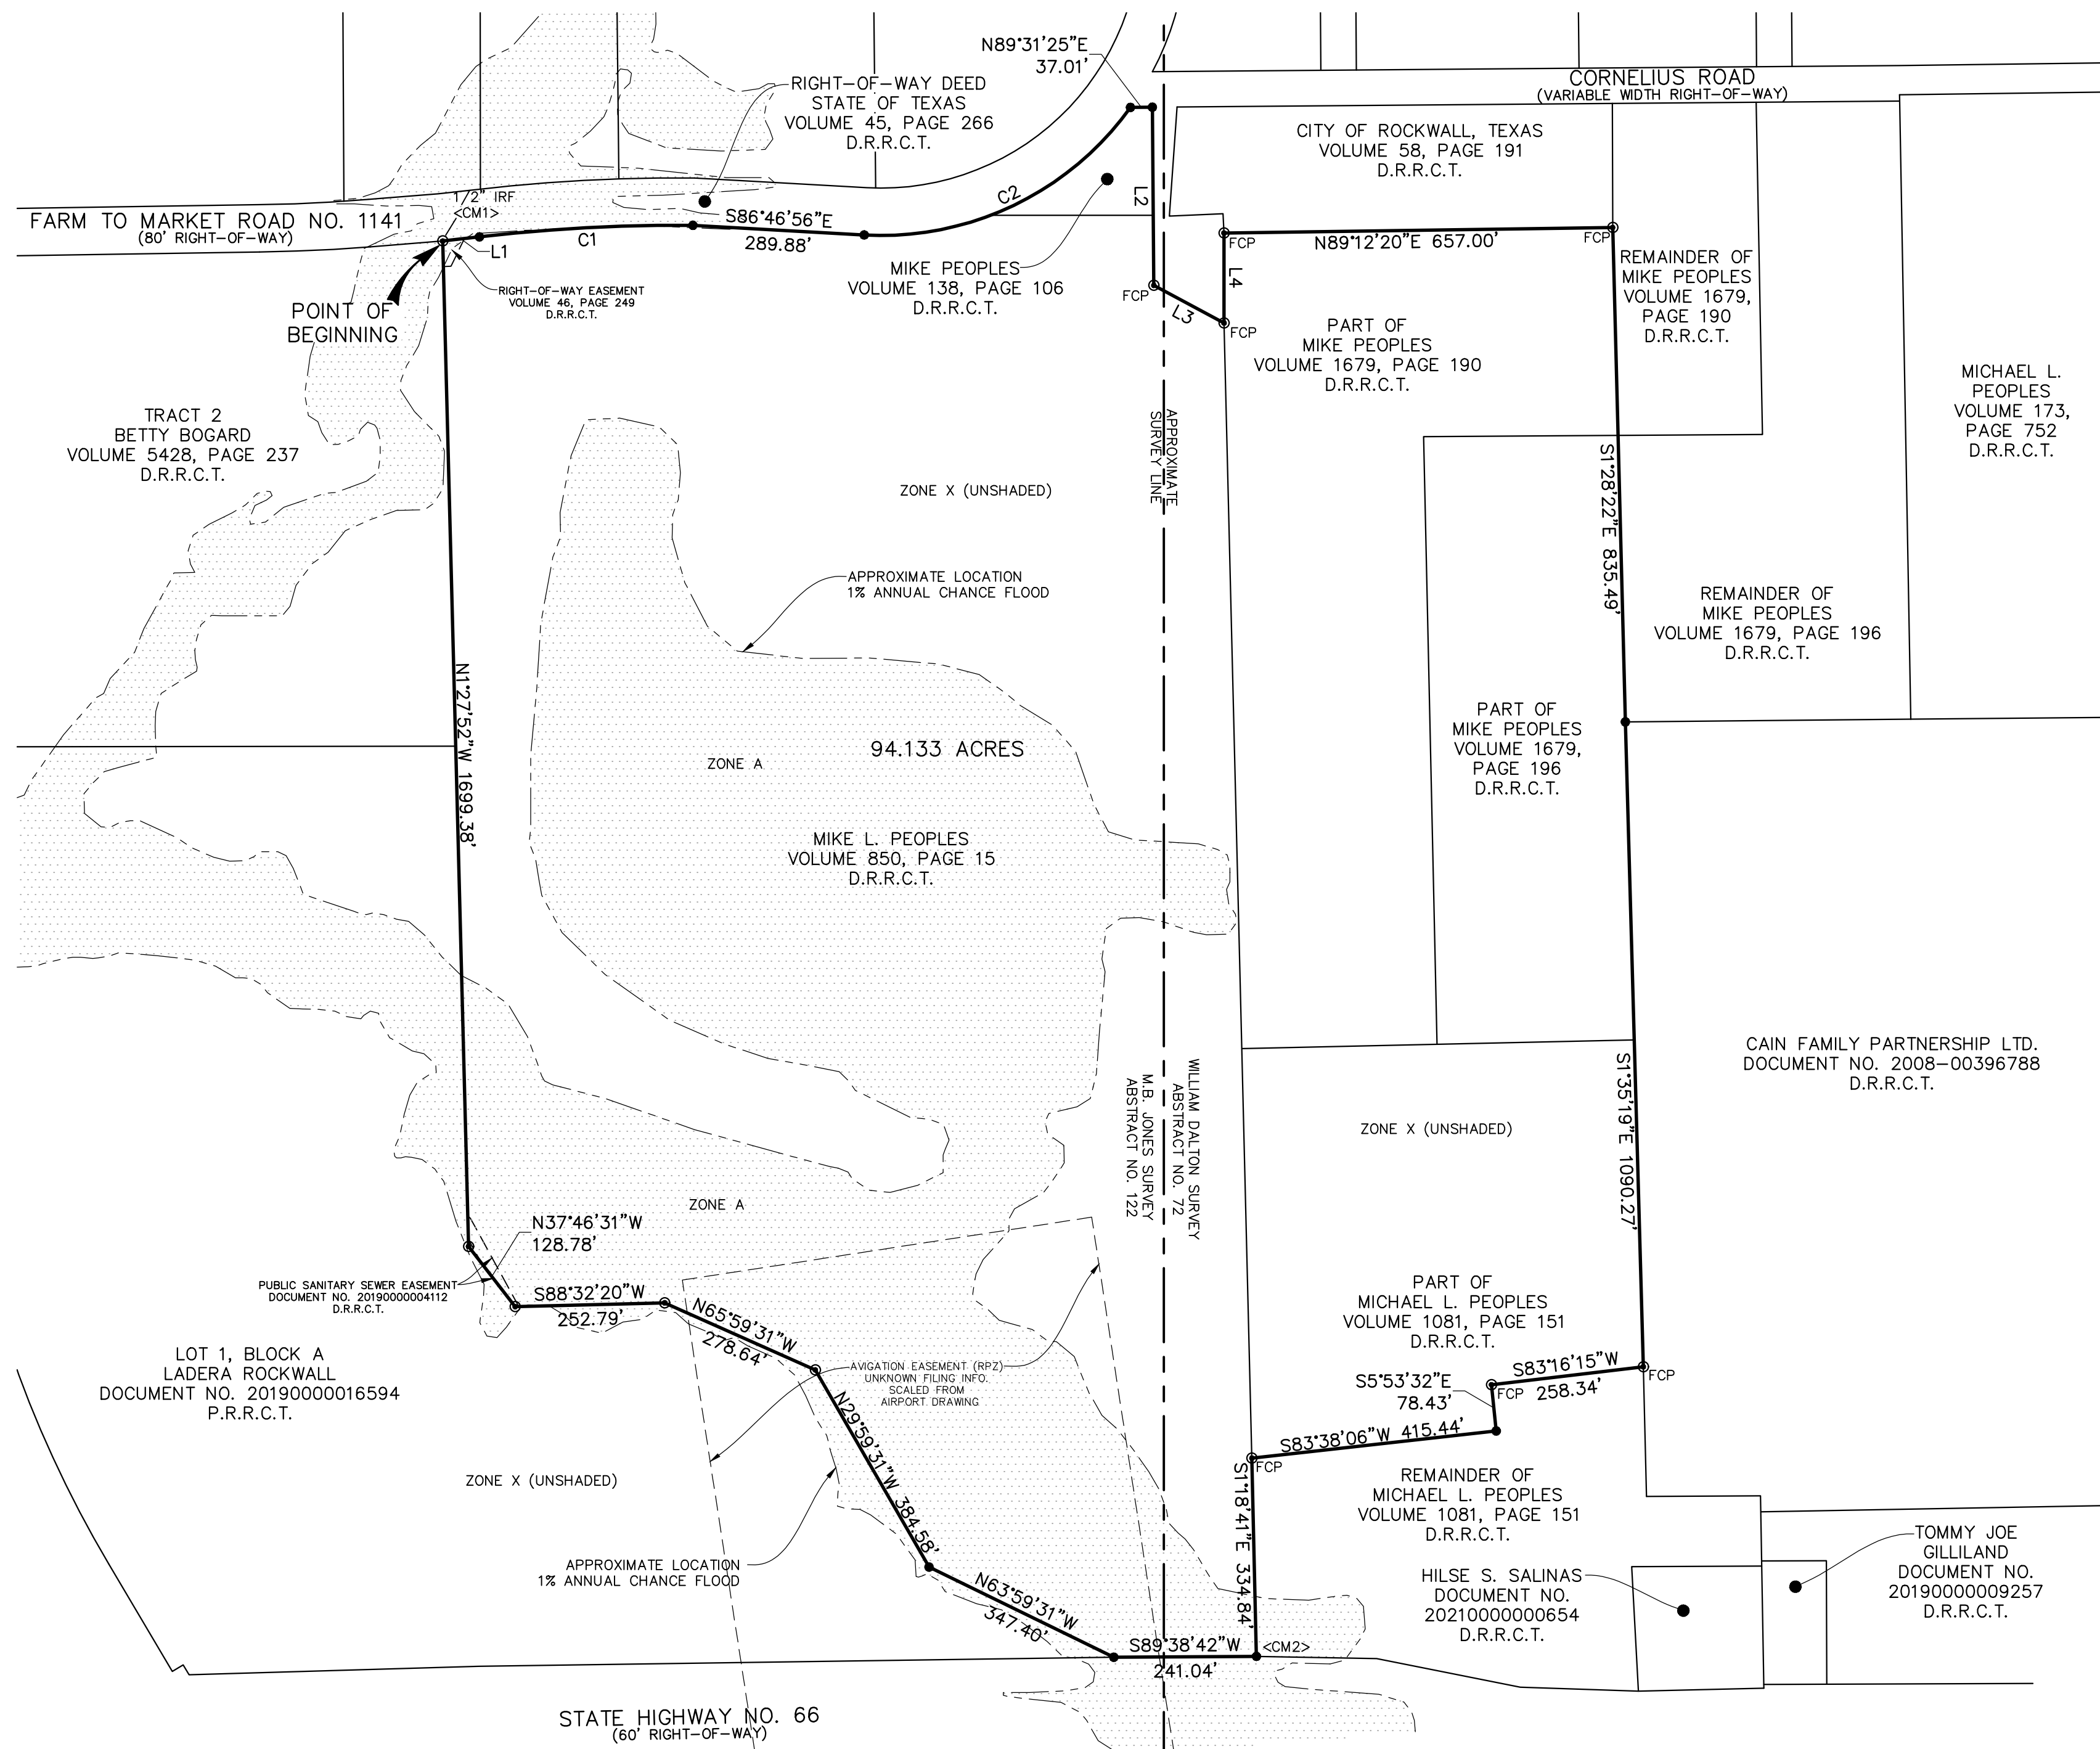 N89°31'25"E
37.01'
RIGHT-OF-WAY DEED
STATE OF TEXAS
VOLUME 45, PAGE 266
D.R.R.C.T.
CORNELIUS ROAD
(VARIABLE WIDTH RIGHT-OF-WAY)
CITY OF ROCKWALL, TEXAS
VOLUME 58, PAGE 191
D.R.R.C.T.
1/2" IRF
<CM1>
FARM TO MARKET ROAD NO. 1141
(80' RIGHT-OF-WAY)
L1
C1
S86°46'56"E
289.88'
C2
L2
FCP
N89°12'20"E 657.00'
FCP
L4
L3
FCP
FCP
MIKE PEOPLES
VOLUME 138, PAGE 106
D.R.R.C.T.
RIGHT-OF-WAY EASEMENT
VOLUME 46, PAGE 249
D.R.R.C.T.
POINT OF
BEGINNING
REMAINDER OF
MIKE PEOPLES
VOLUME 1679,
PAGE 190
D.R.R.C.T.
PART OF
MIKE PEOPLES
VOLUME 1679, PAGE 190
D.R.R.C.T.
MICHAEL L.
PEOPLES
VOLUME 173,
PAGE 752
D.R.R.C.T.
TRACT 2
BETTY BOGARD
VOLUME 5428, PAGE 237
D.R.R.C.T.
APPROXIMATE
SURVEY LINE
ZONE X (UNSHADED)
S1°28'22"E 835.49'
APPROXIMATE LOCATION
1% ANNUAL CHANCE FLOOD
REMAINDER OF
MIKE PEOPLES
VOLUME 1679, PAGE 196
D.R.R.C.T.
N1°27'52"W 1699.38'
94.133 ACRES
ZONE A
PART OF
MIKE PEOPLES
VOLUME 1679,
PAGE 196
D.R.R.C.T.
MIKE L. PEOPLES
VOLUME 850, PAGE 15
D.R.R.C.T.
CAIN FAMILY PARTNERSHIP LTD.
DOCUMENT NO. 2008-00396788
D.R.R.C.T.
WILLIAM DALTON SURVEY
ABSTRACT NO. 72
M.B. JONES SURVEY
ABSTRACT NO. 122
S1°35'19"E 1090.27'
ZONE X (UNSHADED)
ZONE A
N37°46'31"W
128.78'
PUBLIC SANITARY SEWER EASEMENT
DOCUMENT NO. 20190000004112
D.R.R.C.T.
S88°32'20"W
252.79'
N65°59'31"W
278.64'
PART OF
MICHAEL L. PEOPLES
VOLUME 1081, PAGE 151
D.R.R.C.T.
LOT 1, BLOCK A
LADERA ROCKWALL
DOCUMENT NO. 20190000016594
P.R.R.C.T.
AVIGATION EASEMENT (RPZ)
UNKNOWN FILING INFO.
SCALED FROM
AIRPORT DRAWING
S83°16'15"W
258.34'
FCP
S5°53'32"E
78.43'
FCP
S83°38'06"W 415.44'
FCP
N29°59'31"W 384.58'
S1°18'41"E 334.84'
ZONE X (UNSHADED)
REMAINDER OF
MICHAEL L. PEOPLES
VOLUME 1081, PAGE 151
D.R.R.C.T.
TOMMY JOE
GILLILAND
DOCUMENT NO.
20190000009257
D.R.R.C.T.
APPROXIMATE LOCATION
1% ANNUAL CHANCE FLOOD
HILSE S. SALINAS
DOCUMENT NO.
20210000000654
D.R.R.C.T.
N63°59'31"W
347.40'
S89°38'42"W
241.04'
<CM2>
STATE HIGHWAY NO. 66
(60' RIGHT-OF-WAY)